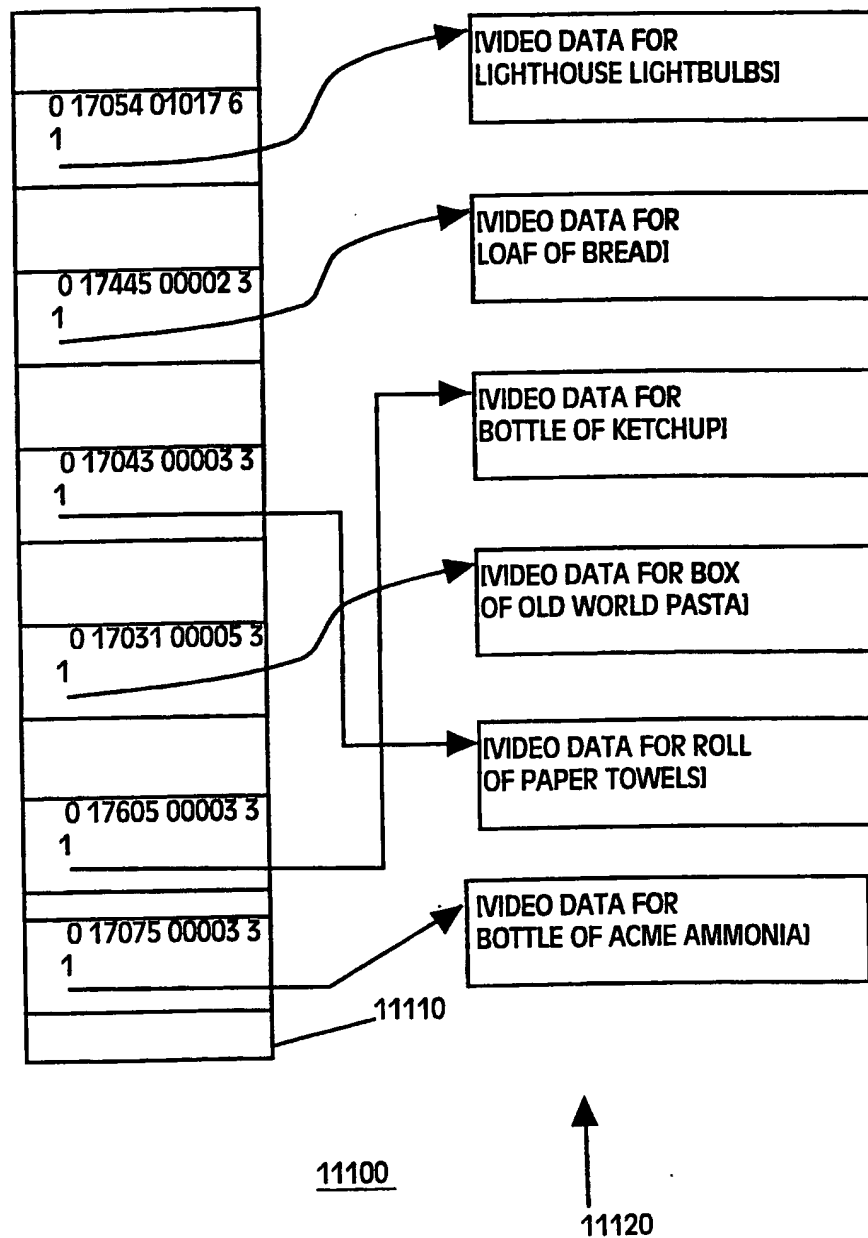 0 17054 01017 6
1
0 17445 00002 3
1
0 17043 00003 3
1
0 17031 00005 3
1
0 17605 00003 3
1
0 17075 00003 3
1
11110
[VIDEO DATA FOR
LIGHTHOUSE LIGHTBULBS]
[VIDEO DATA FOR
LOAF OF BREAD]
[VIDEO DATA FOR
BOTTLE OF KETCHUP]
[VIDEO DATA FOR BOX
OF OLD WORLD PASTA]
[VIDEO DATA FOR ROLL
OF PAPER TOWELS]
[VIDEO DATA FOR
BOTTLE OF ACME AMMONIA]
11100
11120